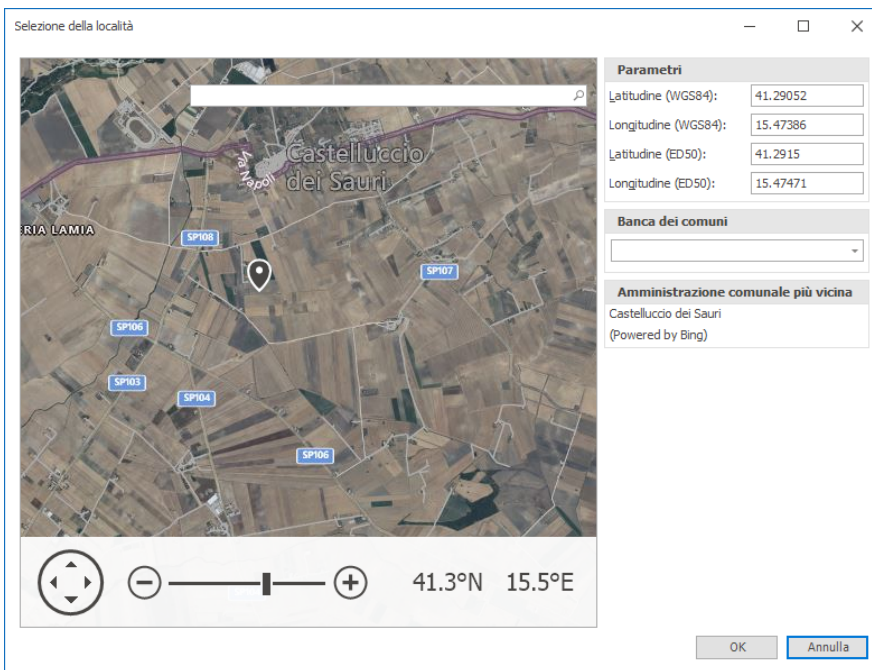 Selezione della località
Castelluccio
dei Sauri
Via Napoli
ERIA LAMIA
SP108
SP107
SP106
SP103
SP104
SP106
41.3°N 15.5°E
Parametri
Latitudine (WGS84): 41.29052
Longitudine (WGS84): 15.47386
Latitudine (ED50): 41.2915
Longitudine (ED50): 15.47471
Banca dei comuni
Amministrazione comunale più vicina
Castelluccio dei Sauri
(Powered by Bing)
OK Annulla